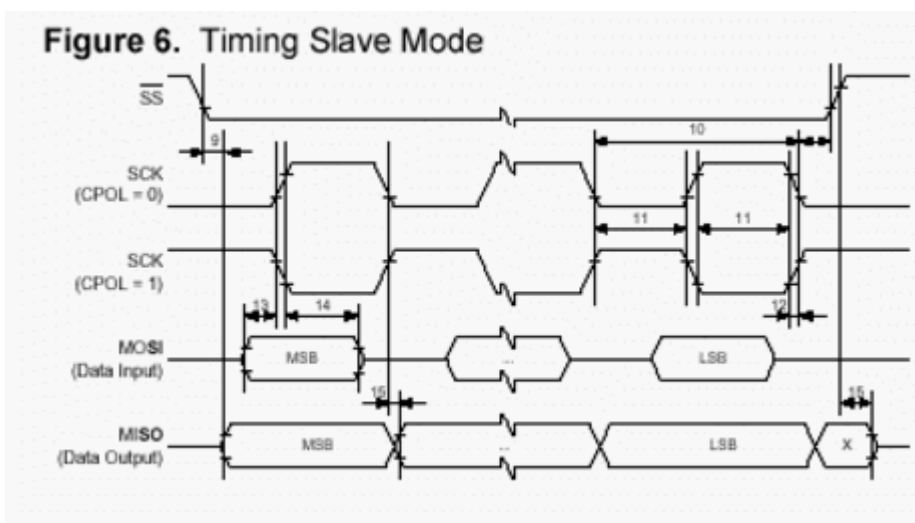 Figure 6. Timing Slave Mode
SS
10
9
SCK
(CPOL = 0)
11 11
SCK
(CPOL = 1)
13 14 12
MOSI
(Data Input)
MSB ... LSB
15 15
MISO
(Data Output)
MSB ... LSB X